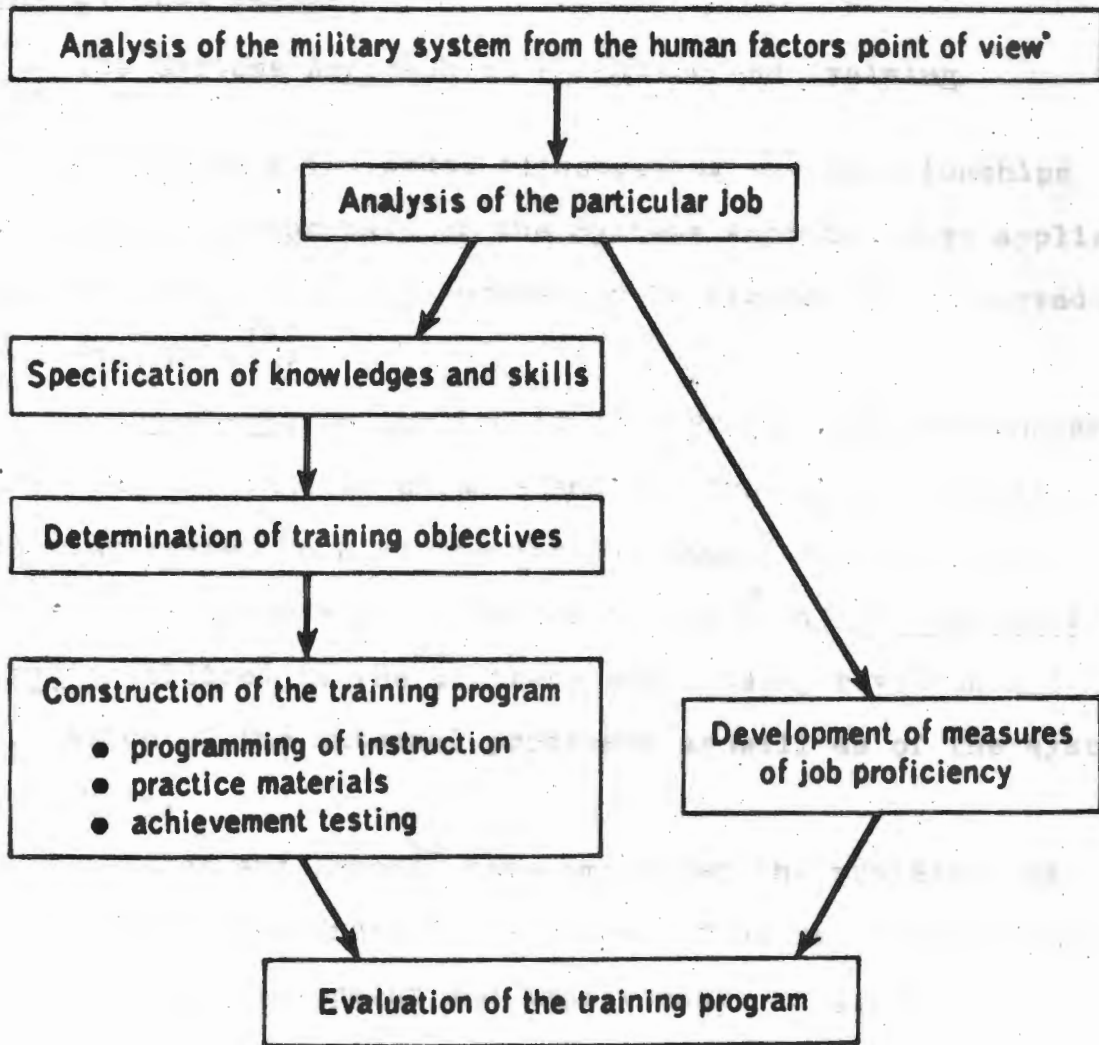 Analysis of the military system from the human factors point of view*
Analysis of the particular job
Specification of knowledges and skills
Determination of training objectives
Construction of the training program
● programming of instruction
● practice materials
● achievement testing
Development of measures
of job proficiency
Evaluation of the training program